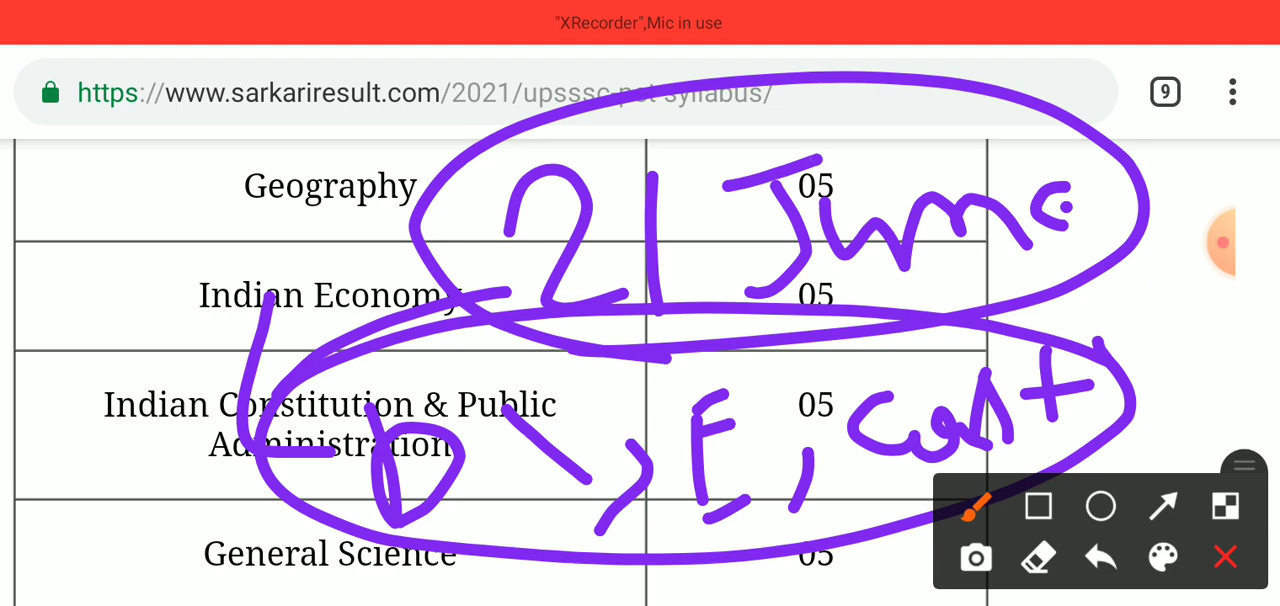 "XRecorder",Mic in use
https://www.sarkariresult.com/2021/upsssc-pet-syllabus/
9
Geography 05
21 June
Indian Economy 05
Indian Constitution & Public Administration 05
General Science 05